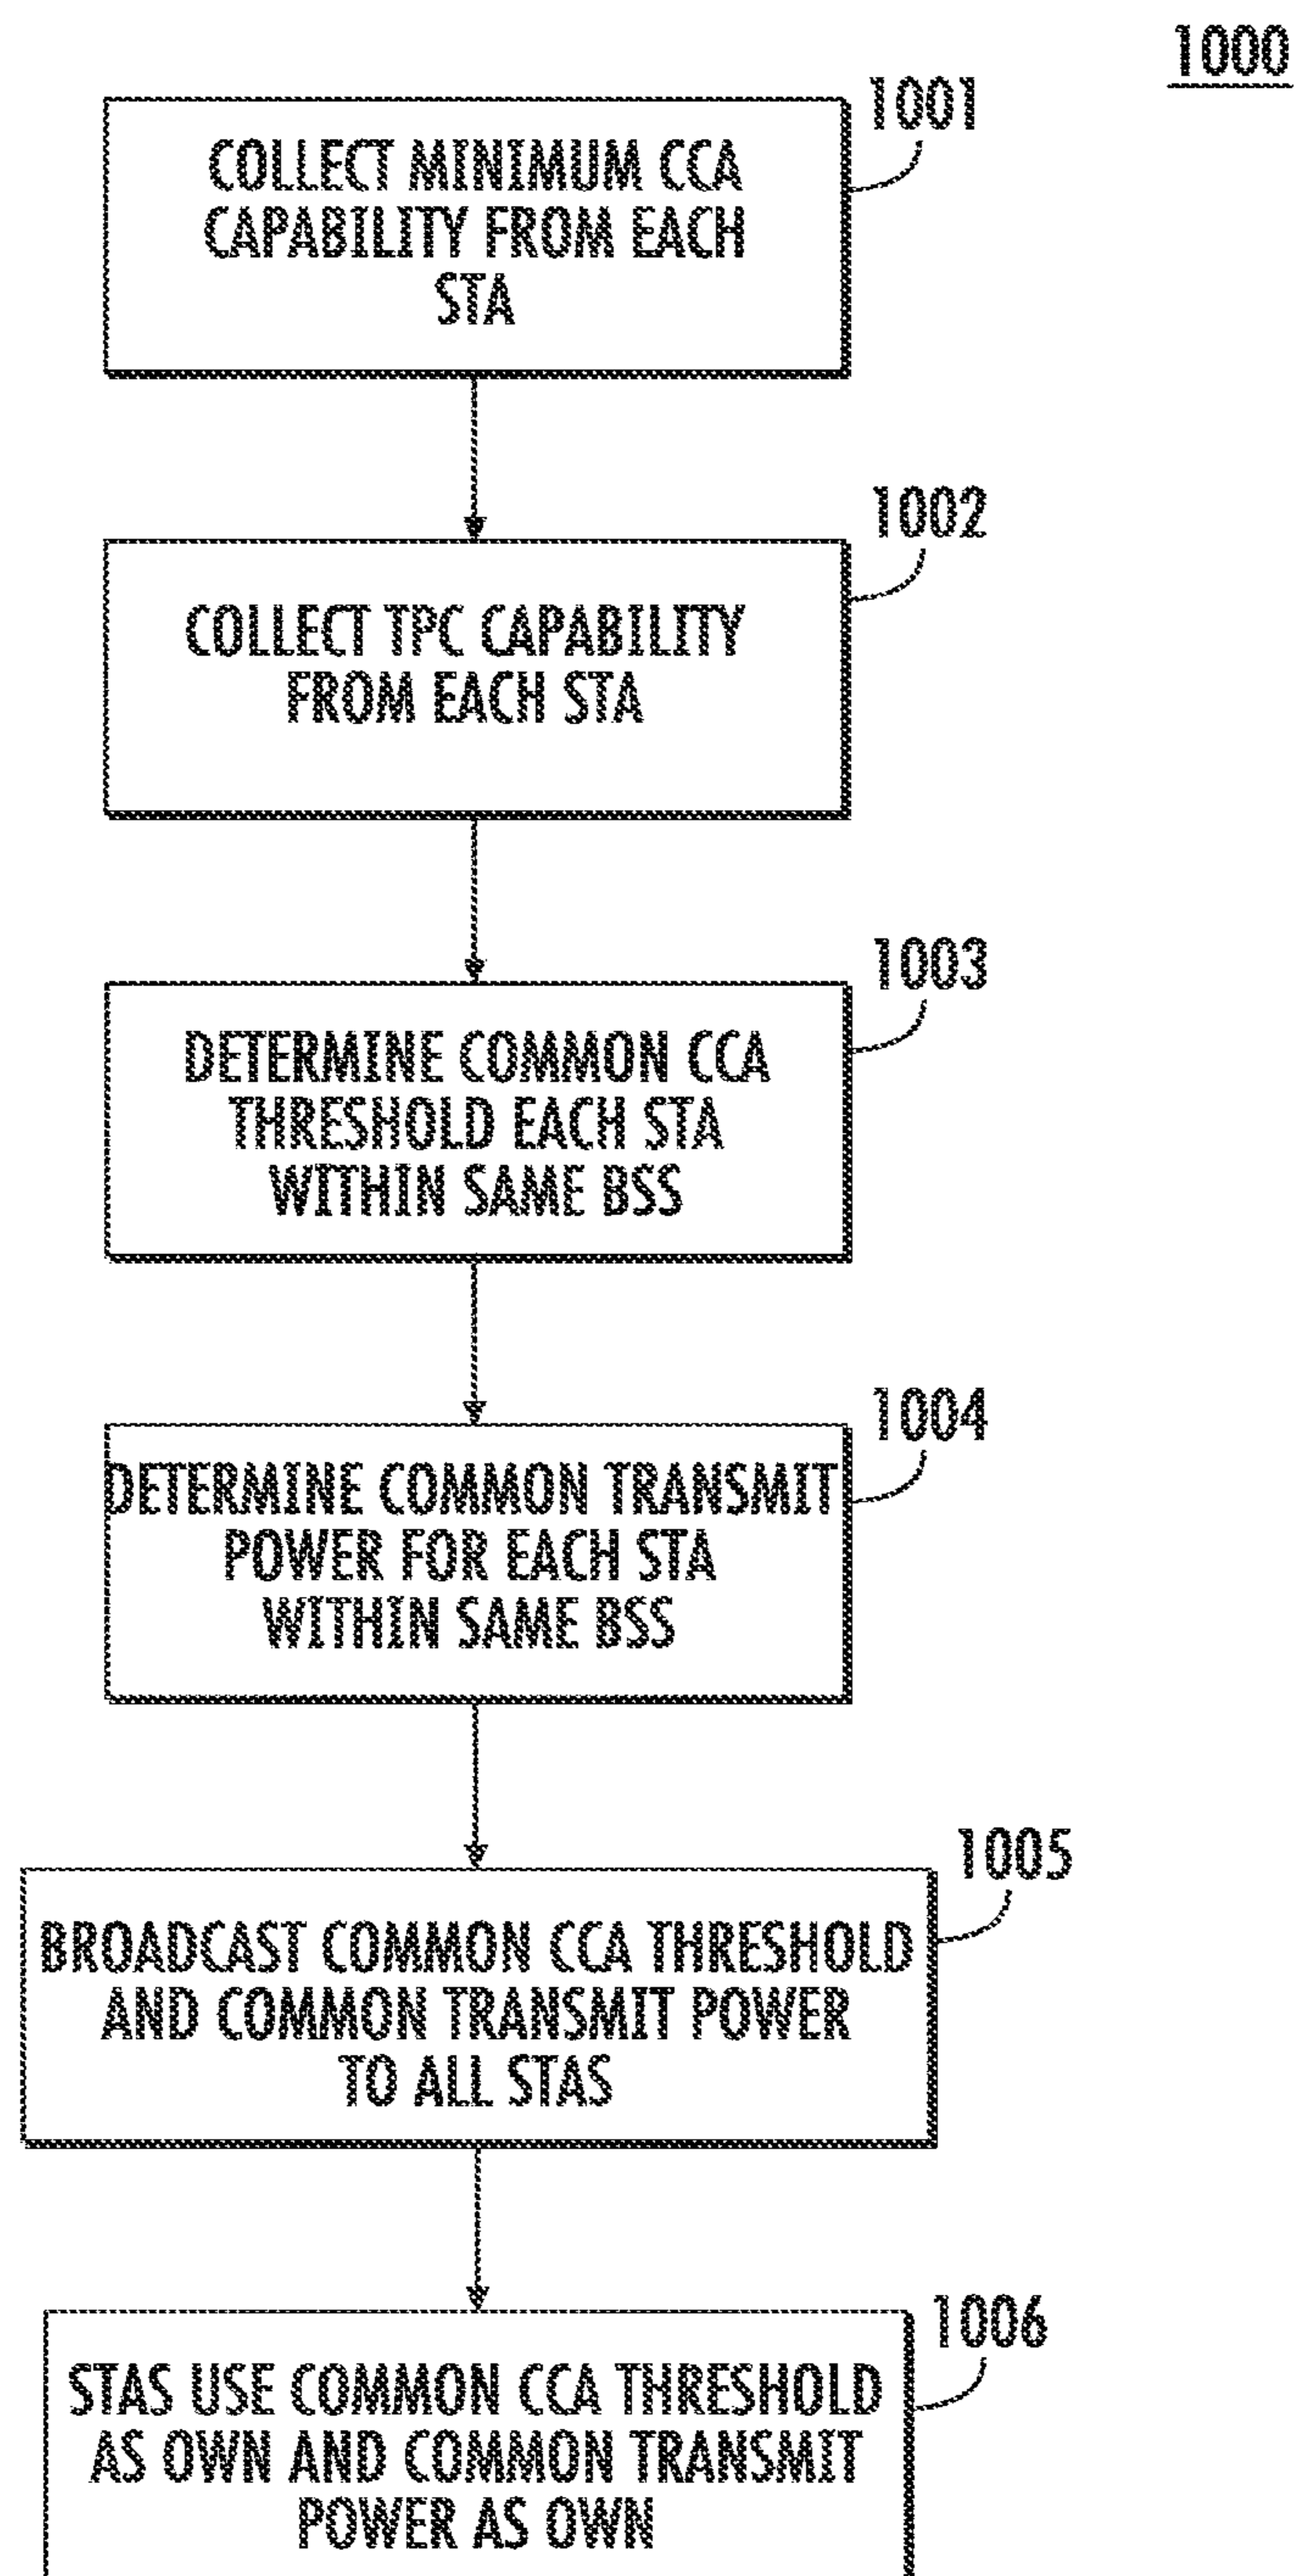 1000
1001
COLLECT MINIMUM CCA
CAPABILITY FROM EACH
STA
1002
COLLECT TPC CAPABILITY
FROM EACH STA
1003
DETERMINE COMMON CCA
THRESHOLD EACH STA
WITHIN SAME BSS
1004
DETERMINE COMMON TRANSMIT
POWER FOR EACH STA
WITHIN SAME BSS
1005
BROADCAST COMMON CCA THRESHOLD
AND COMMON TRANSMIT POWER
TO ALL STAS
1006
STAS USE COMMON CCA THRESHOLD
AS OWN AND COMMON TRANSMIT
POWER AS OWN